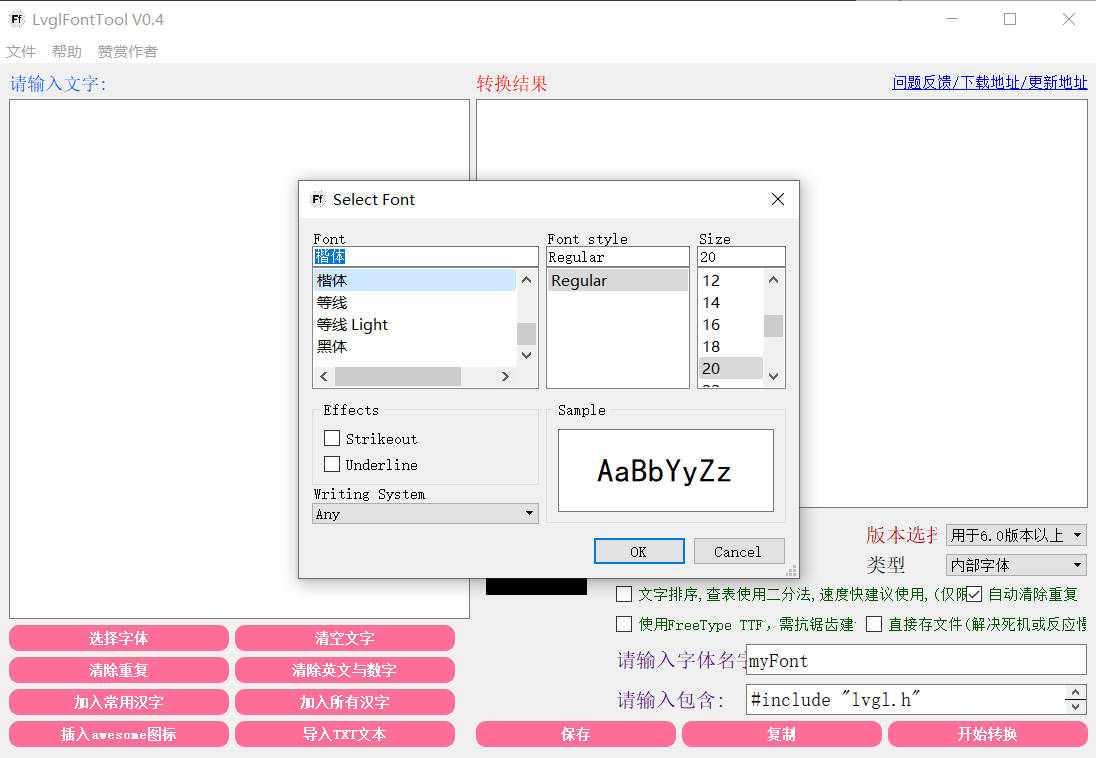 LvglFontTool V0.4
文件 帮助 赞赏作者
请输入文字:
转换结果
问题反馈/下载地址/更新地址
Select Font
Font
楷体
楷体
等线
等线 Light
黑体
Font style
Regular
Regular
Size
20
12
14
16
18
20
Effects
Strikeout
Underline
Writing System
Any
Sample
AaBbYyZz
OK
Cancel
版本选择
用于6.0版本以上
类型
内部字体
文字排序,查表使用二分法,速度快建议使用,(仅限
自动清除重复
使用FreeType TTF，需抗锯齿建
直接存文件(解决死机或反应慢
请输入字体名字
myFont
请输入包含:
#include "lvgl.h"
选择字体
清空文字
清除重复
清除英文与数字
加入常用汉字
加入所有汉字
插入awesome图标
导入TXT文本
保存
复制
开始转换